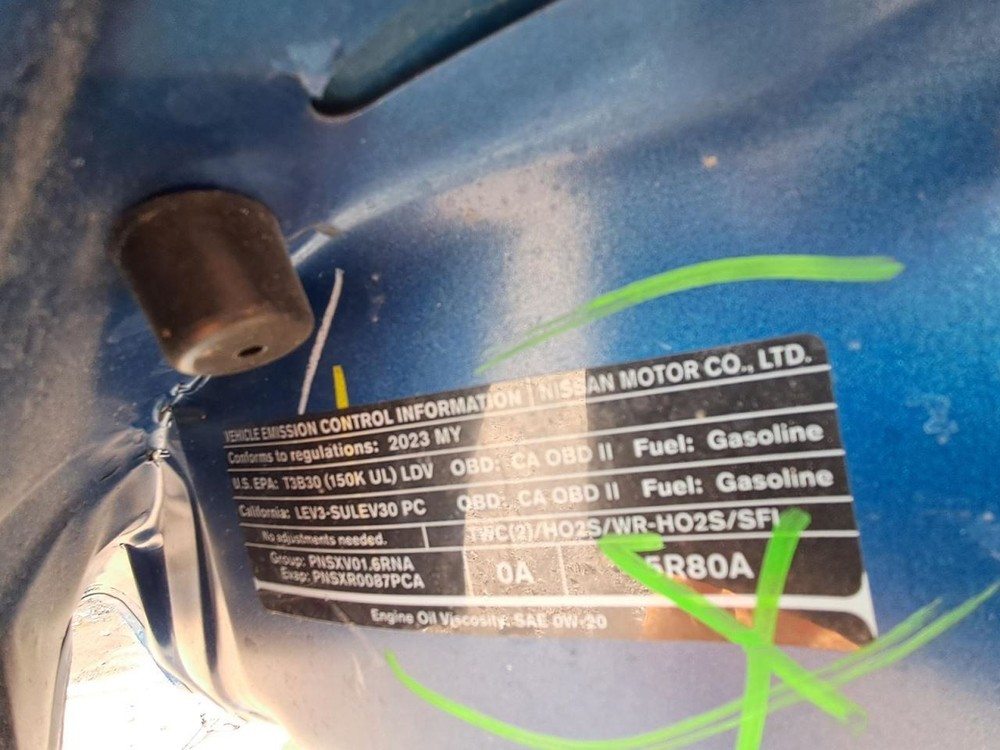 VEHICLE EMISSION CONTROL INFORMATION | NISSAN MOTOR CO., LTD.
Conforms to regulations: 2023 MY
U.S. EPA: T3B30 (150K UL) LDV OBD: CA OBD II Fuel: Gasoline
California: LEV3-SULEV30 PC OBD: CA OBD II Fuel: Gasoline
No adjustments needed. TWC(2)/HO2S/WR-HO2S/SFI
Group: PNSXV01.6RNA
Evap: PNSXR0087PCA
0A 5R80A
Engine Oil Viscosity: SAE 0W-20